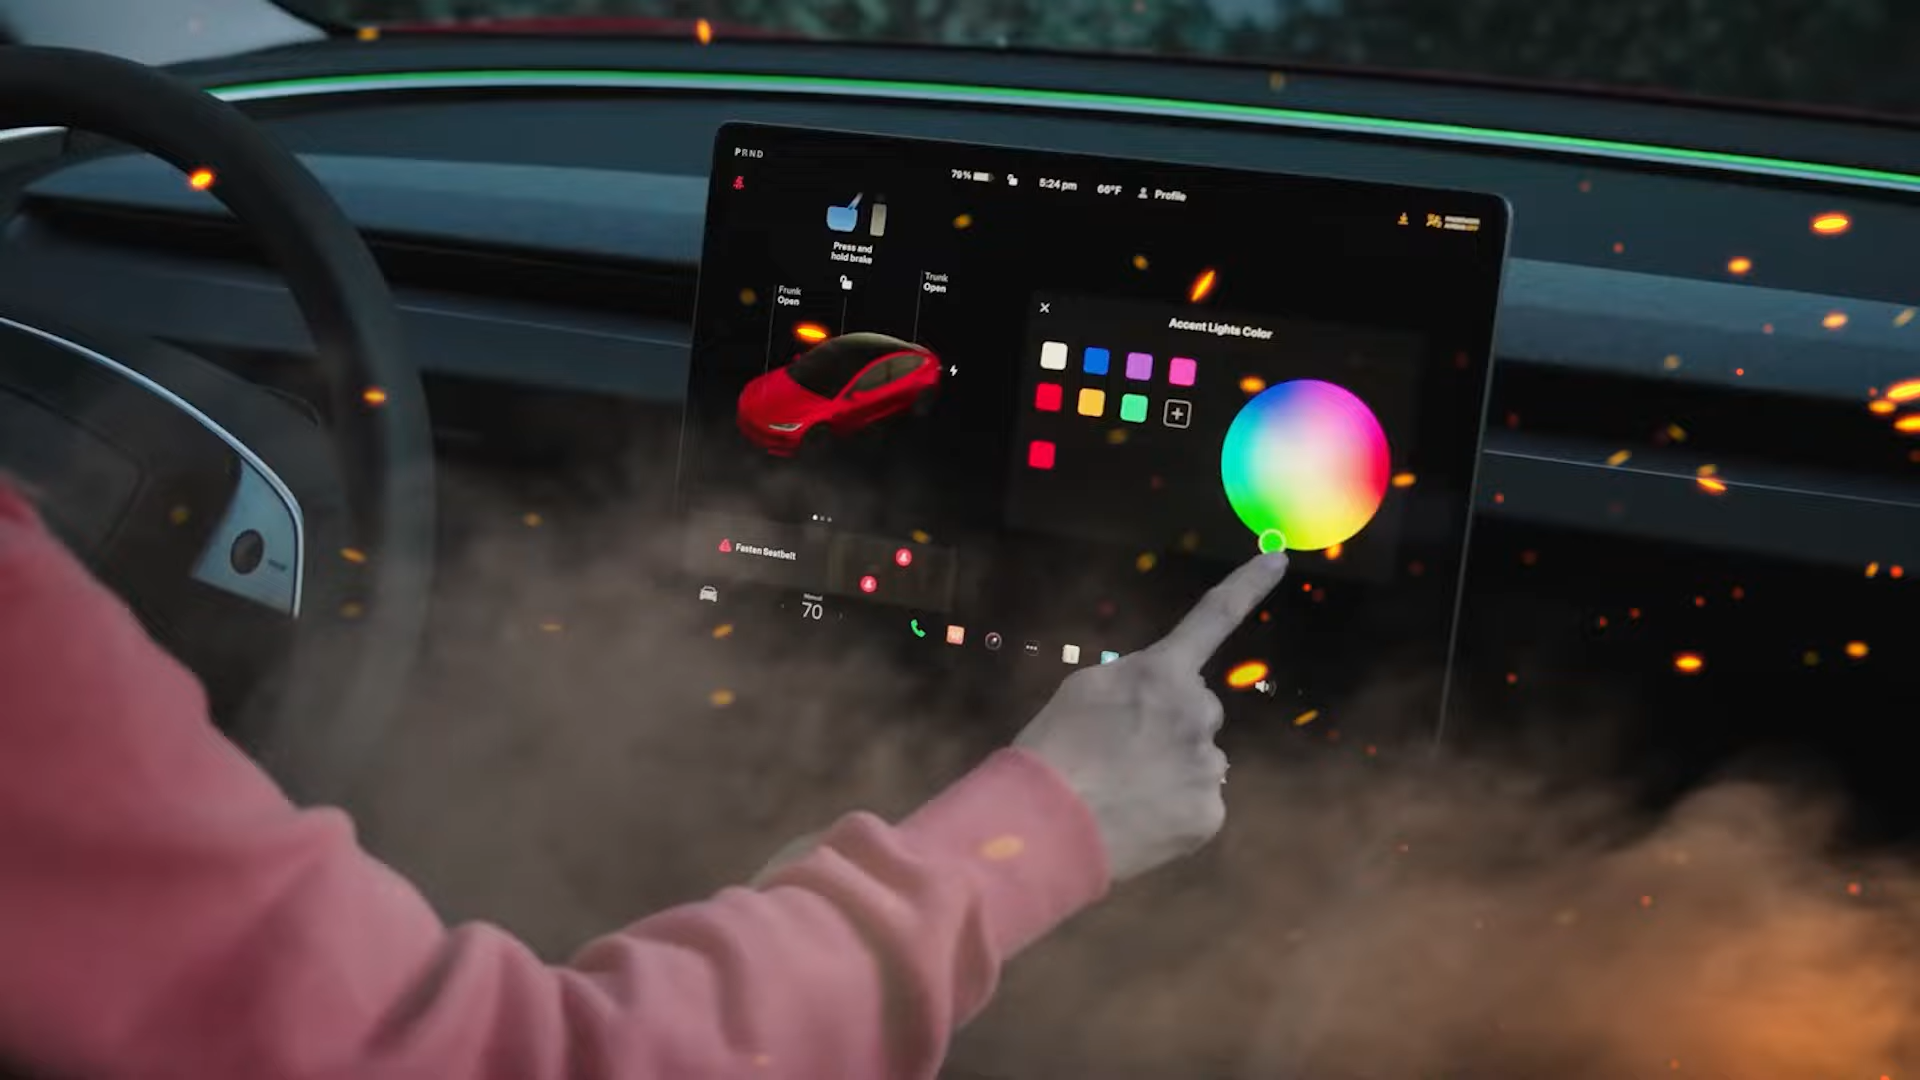 PRND
79%
5:24 pm
66°F
Profile
Press and
hold brake
Trunk
Open
Frunk
Open
Accent Lights Color
Fasten Seatbelt
Manual
70